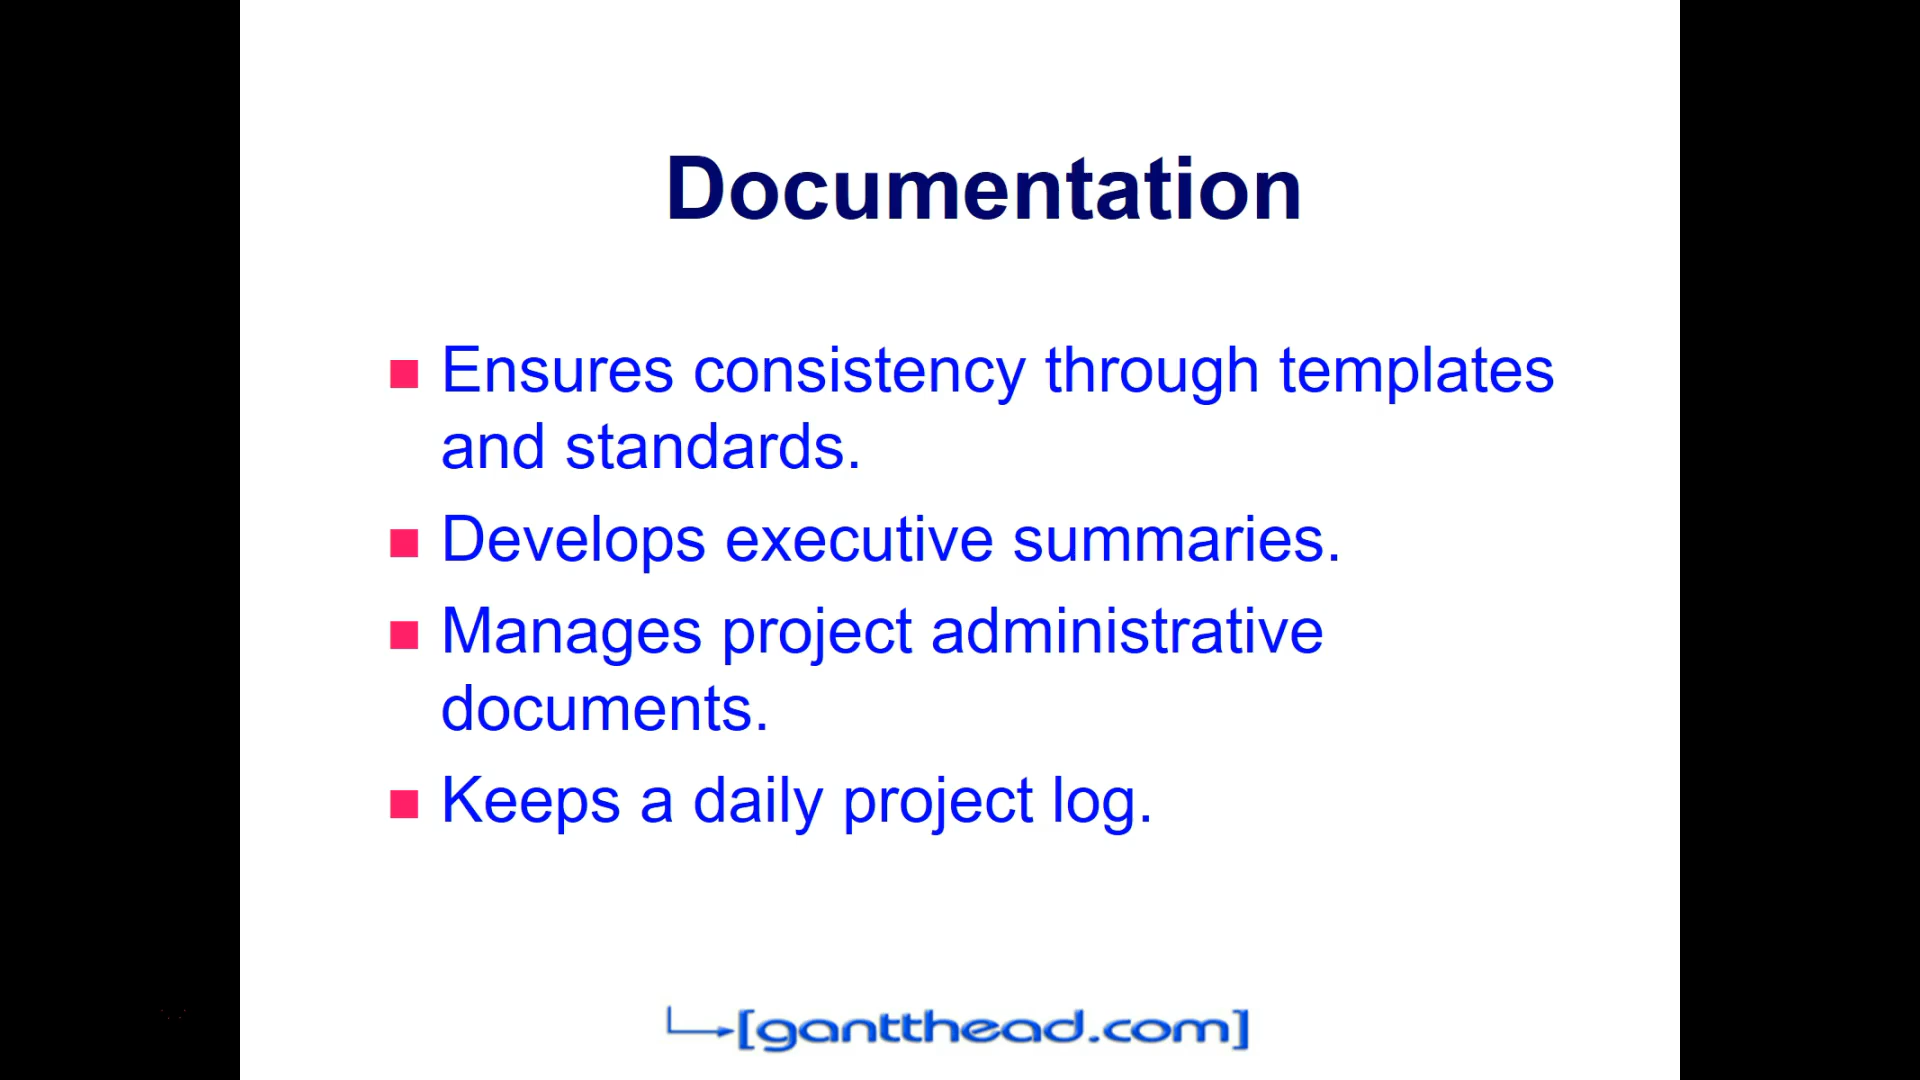 Documentation
Ensures consistency through templates
and standards.
Develops executive summaries.
Manages project administrative
documents.
Keeps a daily project log.
[gantthead.com]